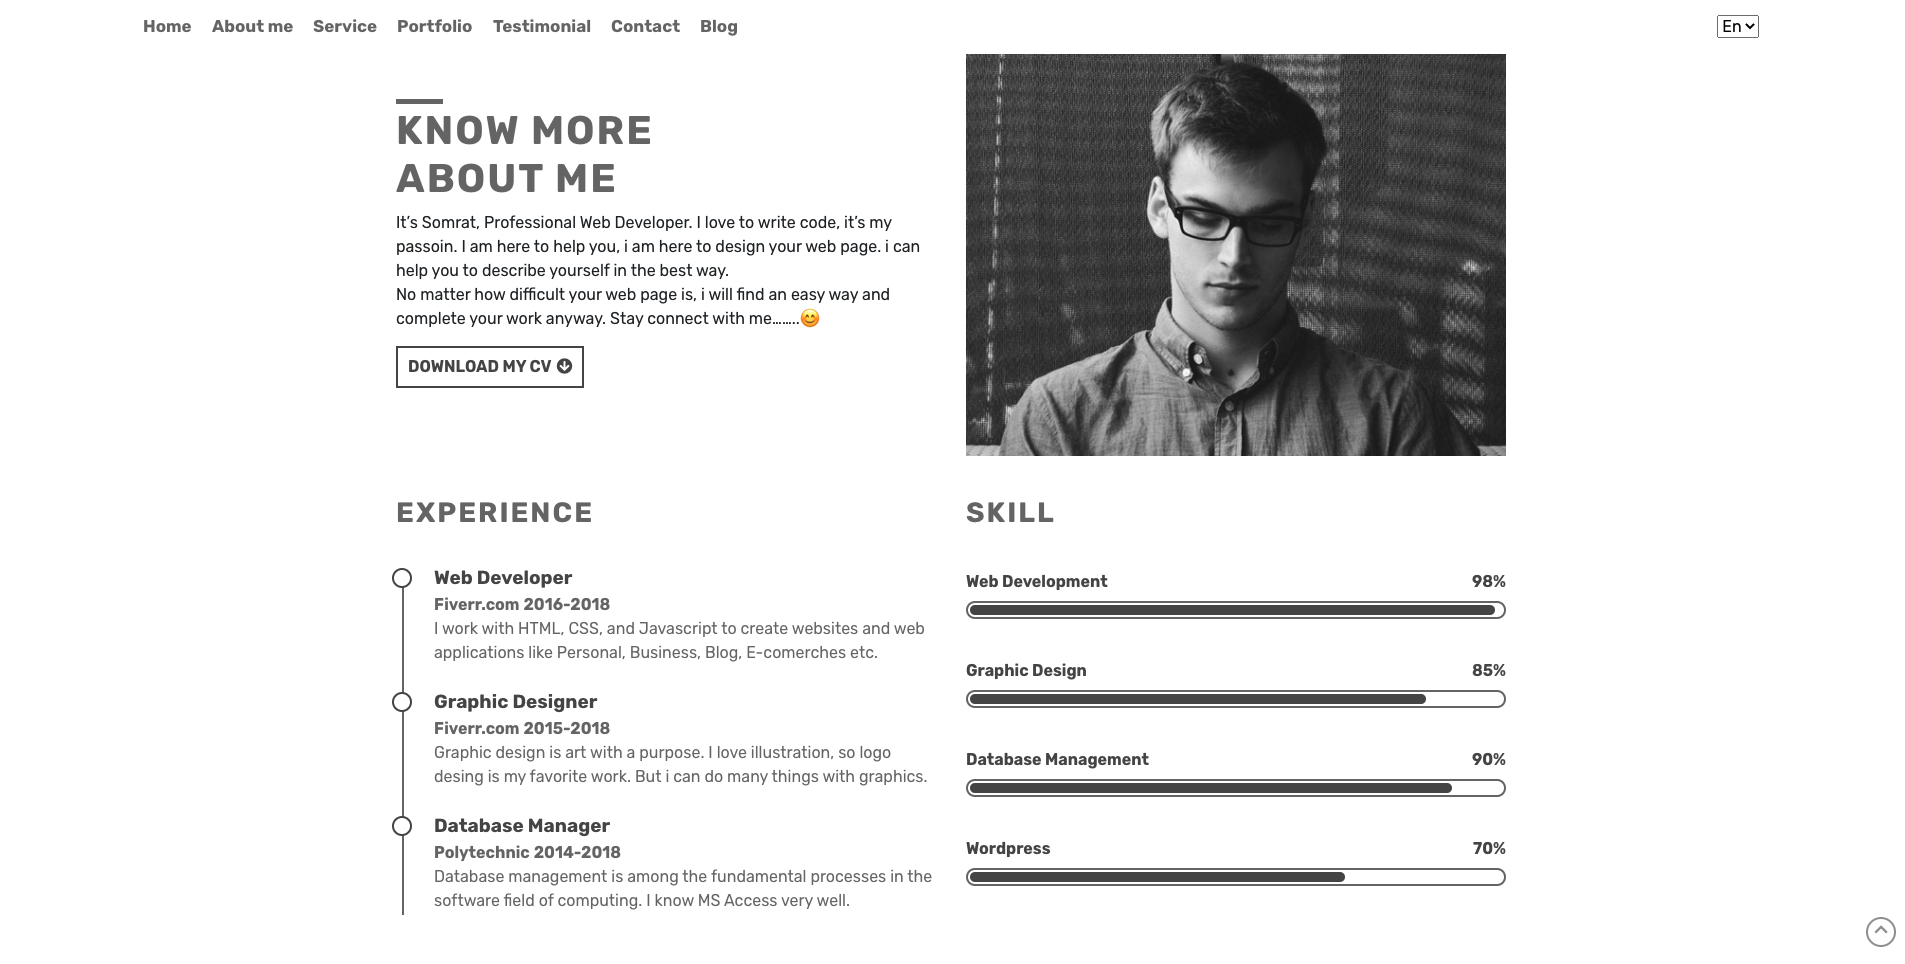 Home About me Service Portfolio Testimonial Contact Blog En
KNOW MORE
ABOUT ME
It’s Somrat, Professional Web Developer. I love to write code, it’s my
passoin. I am here to help you, i am here to design your web page. i can
help you to describe yourself in the best way.
No matter how difficult your web page is, i will find an easy way and
complete your work anyway. Stay connect with me……..😊
DOWNLOAD MY CV
EXPERIENCE
Web Developer
Fiverr.com 2016-2018
I work with HTML, CSS, and Javascript to create websites and web
applications like Personal, Business, Blog, E-comerches etc.
Graphic Designer
Fiverr.com 2015-2018
Graphic design is art with a purpose. I love illustration, so logo
desing is my favorite work. But i can do many things with graphics.
Database Manager
Polytechnic 2014-2018
Database management is among the fundamental processes in the
software field of computing. I know MS Access very well.
SKILL
Web Development 98%
Graphic Design 85%
Database Management 90%
Wordpress 70%